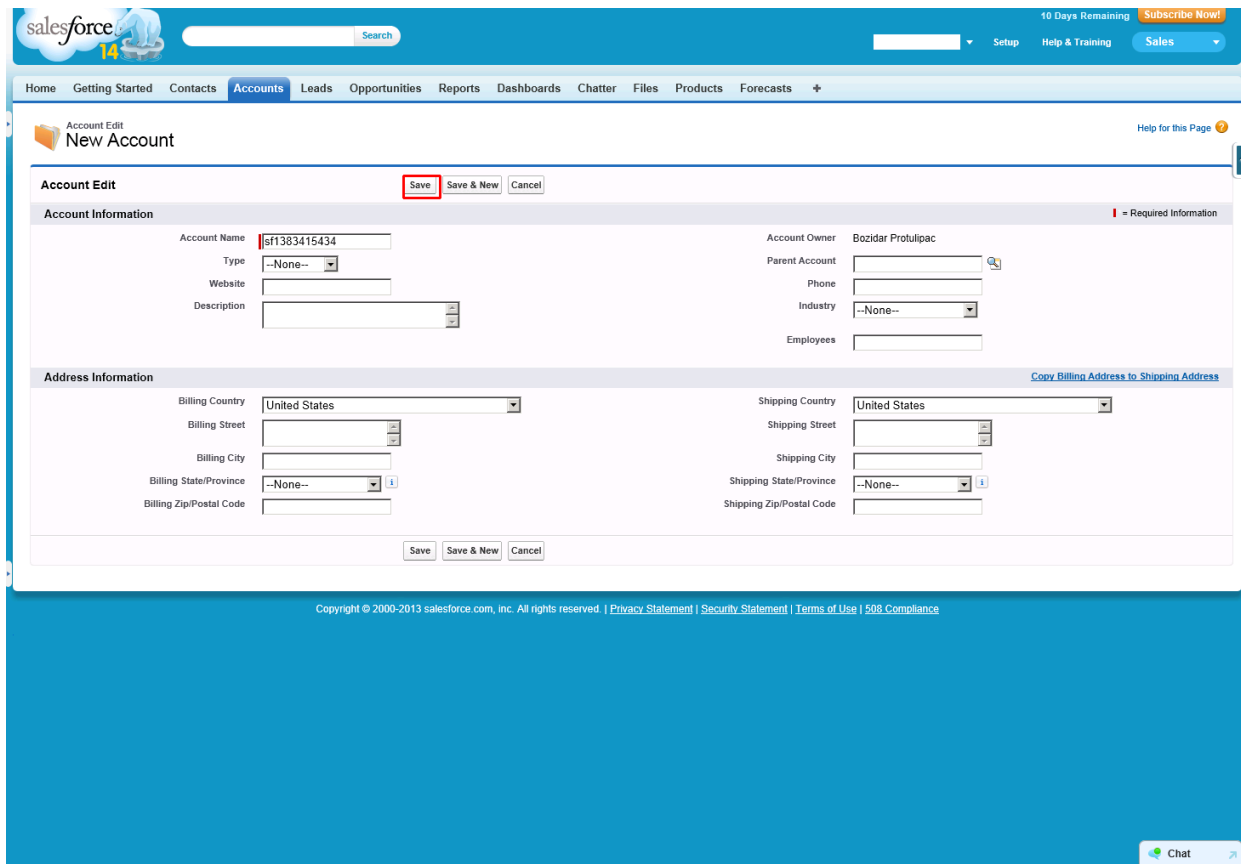 10 Days Remaining Subscribe Now!
salesforce
14
Search
Setup Help & Training Sales
Home Getting Started Contacts Accounts Leads Opportunities Reports Dashboards Chatter Files Products Forecasts +
Account Edit
New Account
Help for this Page ?
Account Edit Save Save & New Cancel
Account Information = Required Information
Account Name sf1383415434 Account Owner Bozidar Protulipac
Type --None-- Parent Account
Website Phone
Description Industry --None--
Employees
Address Information Copy Billing Address to Shipping Address
Billing Country United States Shipping Country United States
Billing Street Shipping Street
Billing City Shipping City
Billing State/Province --None-- i Shipping State/Province --None-- i
Billing Zip/Postal Code Shipping Zip/Postal Code
Save Save & New Cancel
Copyright © 2000-2013 salesforce.com, inc. All rights reserved. | Privacy Statement | Security Statement | Terms of Use | 508 Compliance
Chat